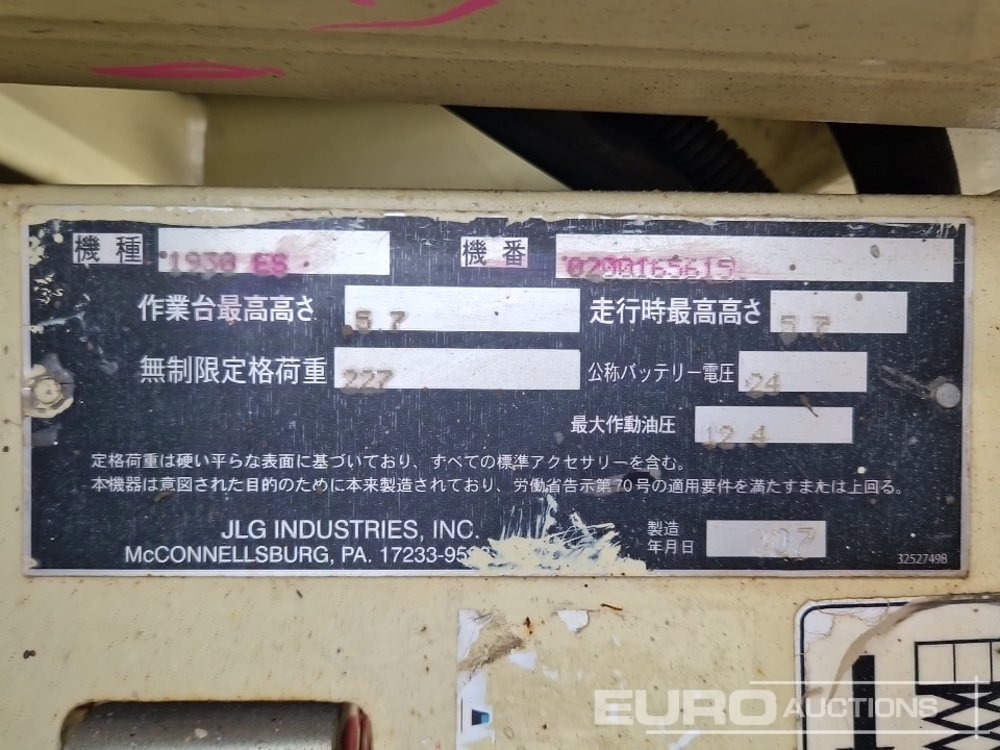 機種 1930 ES 機番 0200165615
作業台最高高さ 5.7 走行時最高高さ 5.7
無制限定格荷重 227 公称バッテリー電圧 24
最大作動油圧 12.4
定格荷重は硬い平らな表面に基づいており、すべての標準アクセサリーを含む。
本機器は意図された目的のために本来製造されており、労働省告示第70号の適用要件を満たすまたは上回る。
JLG INDUSTRIES, INC. 製造
McCONNELLSBURG, PA. 17233- 年月日
3252749B
EURO AUCTIONS